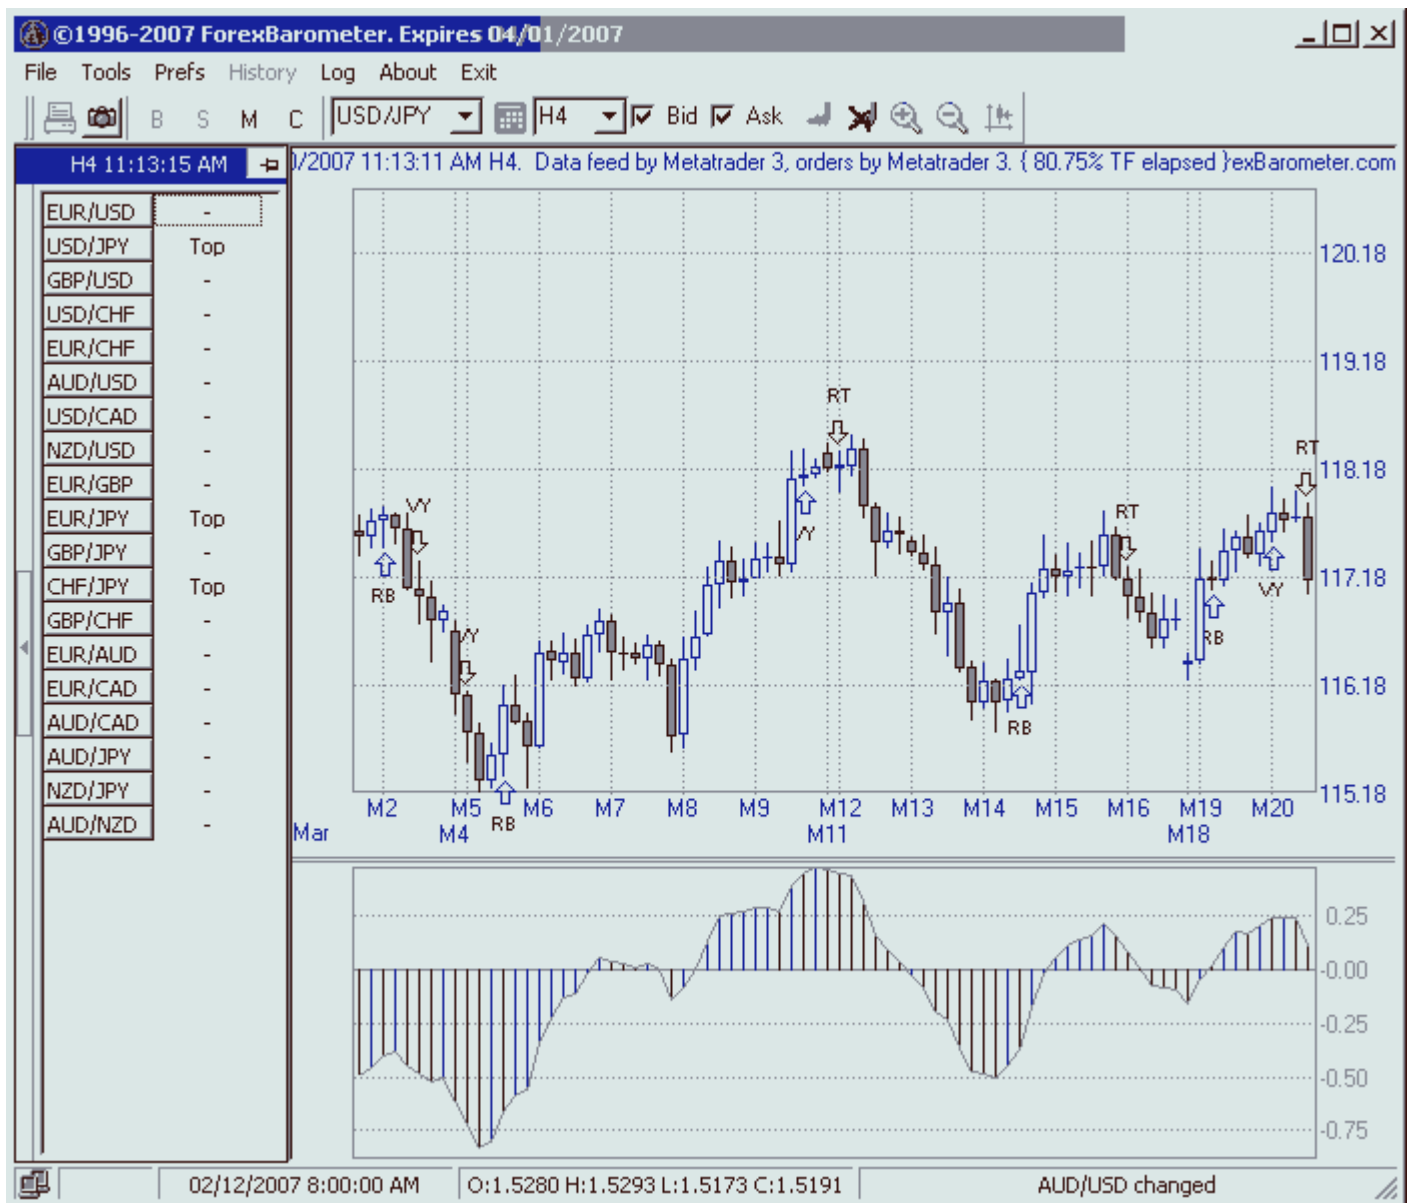 ©1996-2007 ForexBarometer. Expires 04/01/2007
File Tools Prefs History Log About Exit
B S M C USD/JPY H4 Bid Ask
H4 11:13:15 AM
0/2007 11:13:11 AM H4. Data feed by Metatrader 3, orders by Metatrader 3. { 80.75% TF elapsed }exBarometer.com
EUR/USD -
USD/JPY Top
GBP/USD -
USD/CHF -
EUR/CHF -
AUD/USD -
USD/CAD -
NZD/USD -
EUR/GBP -
EUR/JPY Top
GBP/JPY -
CHF/JPY Top
GBP/CHF -
EUR/AUD -
EUR/CAD -
AUD/CAD -
AUD/JPY -
NZD/JPY -
AUD/NZD -
120.18
119.18
RT
118.18
RT
VY
VY
RT
117.18
RB
VY
VY
RB
116.18
RB
115.18
M2 M5 M6 M7 M8 M9 M12 M13 M14 M15 M16 M19 M20
Mar M4 RB M11 M18
0.25
-0.00
-0.25
-0.50
-0.75
02/12/2007 8:00:00 AM O:1.5280 H:1.5293 L:1.5173 C:1.5191 AUD/USD changed